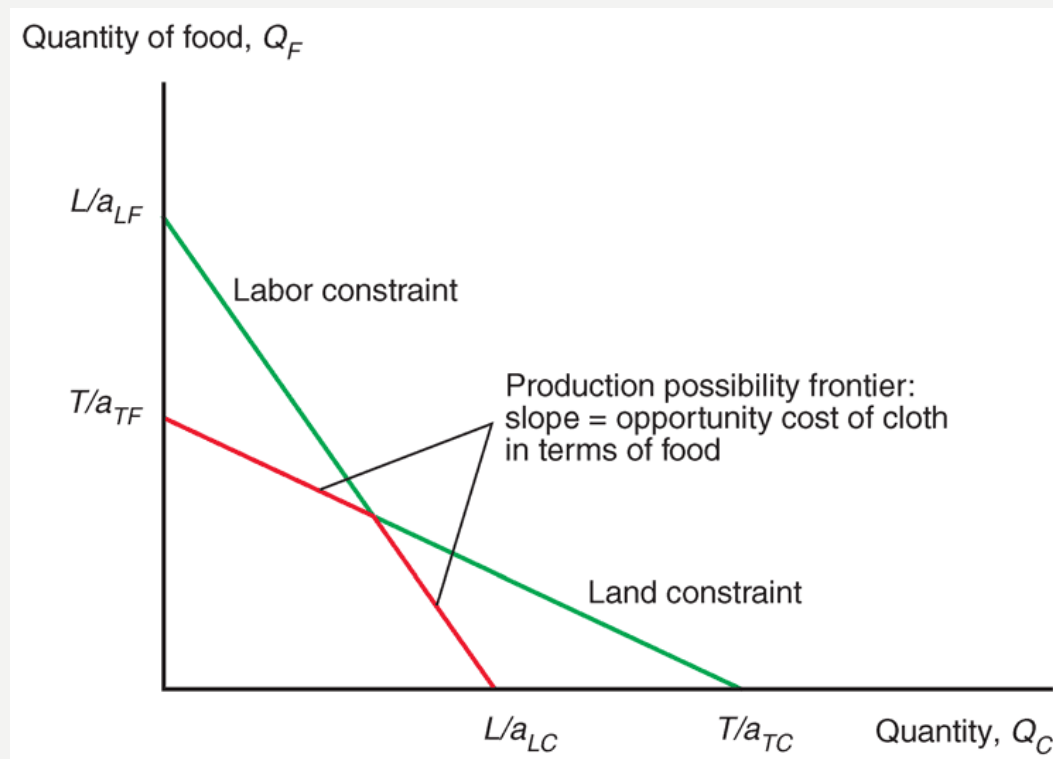 Quantity of food, Q_F
L/a_LF
Labor constraint
Production possibility frontier:
T/a_TF
slope = opportunity cost of cloth
in terms of food
Land constraint
L/a_LC
T/a_TC
Quantity, Q_C